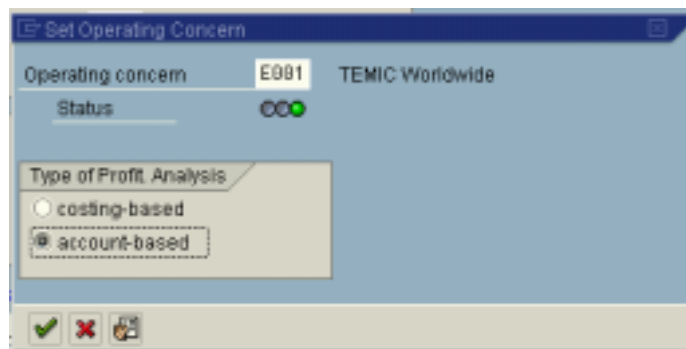 Set Operating Concern
Operating concern E001 TEMIC Worldwide
Status
Type of Profit. Analysis
costing-based
account-based